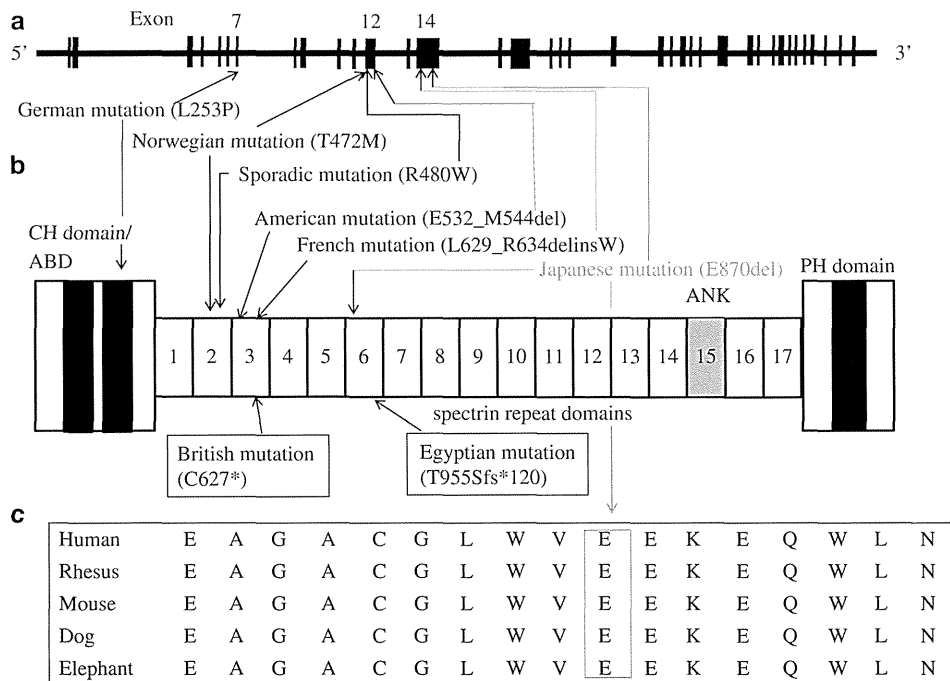 a
Exon 7 12 14
5' 3'
German mutation (L253P)
Norwegian mutation (T472M)
b
Sporadic mutation (R480W)
American mutation (E532_M544del)
CH domain/
ABD
French mutation (L629_R634delinsW)
Japanese mutation (E870del)
PH domain
ANK
1 2 3 4 5 6 7 8 9 10 11 12 13 14 15 16 17
spectrin repeat domains
British mutation
(C627*)
Egyptian mutation
(T955Sfs*120)
c
Human E A G A C G L W V E E K E Q W L N
Rhesus E A G A C G L W V E E K E Q W L N
Mouse E A G A C G L W V E E K E Q W L N
Dog E A G A C G L W V E E K E Q W L N
Elephant E A G A C G L W V E E K E Q W L N